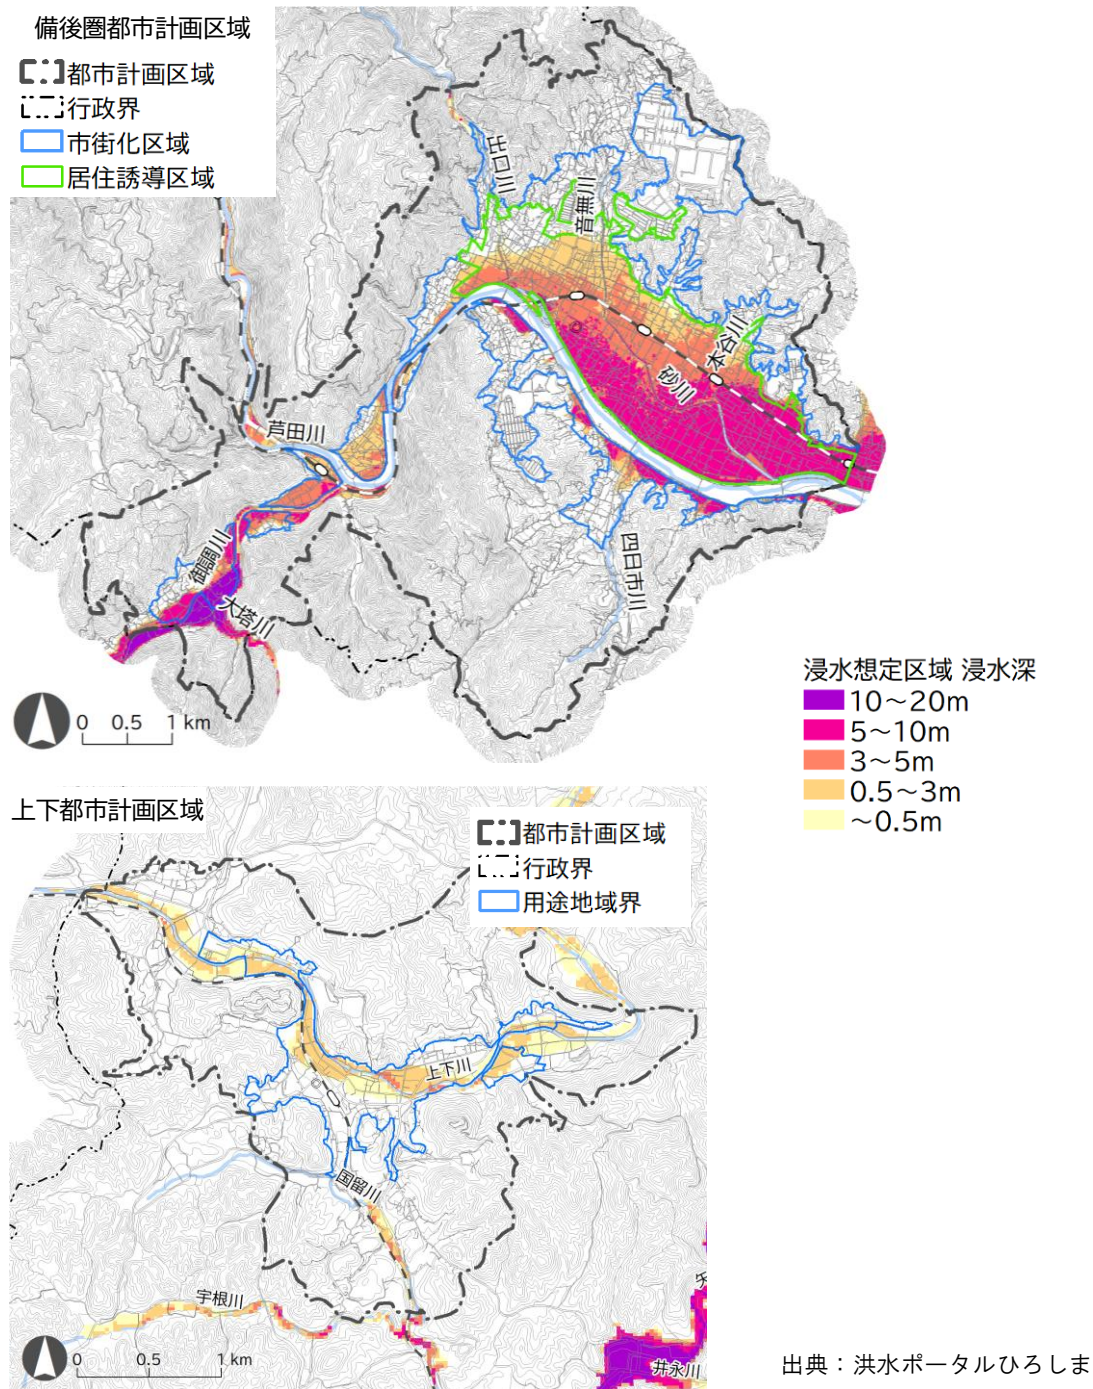 備後圏都市計画区域
都市計画区域
行政界
市街化区域
居住誘導区域
出口川
音無川
本谷川
砂川
芦田川
御調川
大塔川
四日市川
0 0.5 1 km
浸水想定区域 浸水深
10～20m
5～10m
3～5m
0.5～3m
～0.5m
上下都市計画区域
都市計画区域
行政界
用途地域界
上下川
国留川
宇根川
矢
井永川
0 0.5 1 km
出典：洪水ポータルひろしま